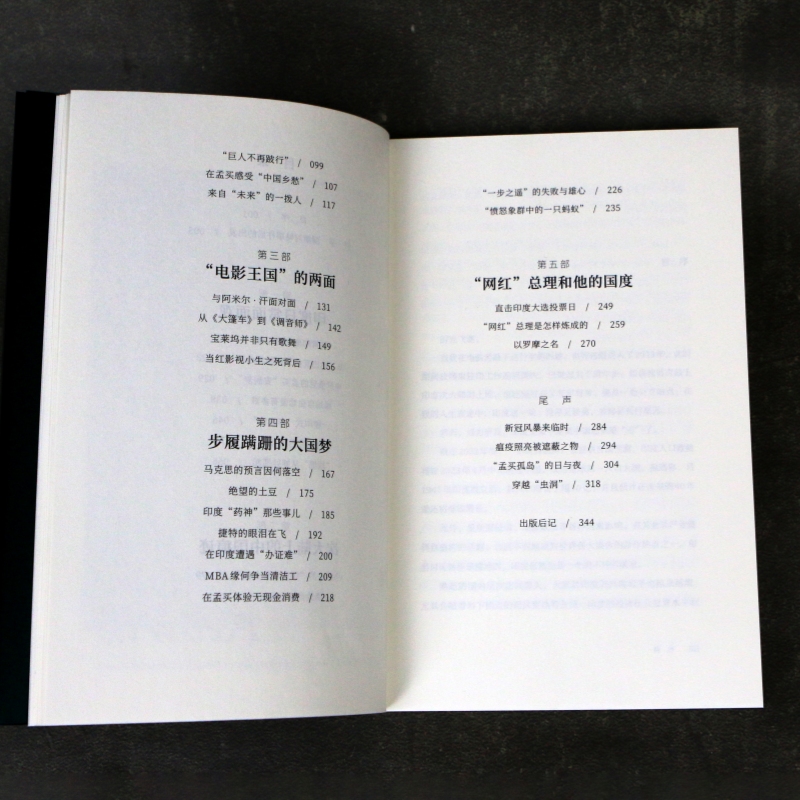 “巨人不再跛行” / 099
在孟买感受“中国乡愁” / 107
来自“未来”的一拨人 / 117
第三部
“电影王国”的两面
与阿米尔·汗面对面 / 131
从《大篷车》到《调音师》 / 142
宝莱坞并非只有歌舞 / 149
当红影视小生之死背后 / 156
第四部
步履蹒跚的大国梦
马克思的预言因何落空 / 167
绝望的土豆 / 175
印度“药神”那些事儿 / 185
捷特的眼泪在飞 / 192
在印度遭遇“办证难” / 200
MBA缘何争当清洁工 / 209
在孟买体验无现金消费 / 218
“一步之遥”的失败与雄心 / 226
“愤怒象群中的一只蚂蚁” / 235
第五部
“网红”总理和他的国度
直击印度大选投票日 / 249
“网红”总理是怎样炼成的 / 259
以罗摩之名 / 270
尾声
新冠风暴来临时 / 284
瘟疫照亮被遮蔽之物 / 294
“孟买孤岛”的日与夜 / 304
穿越“虫洞” / 318
出版后记 / 344